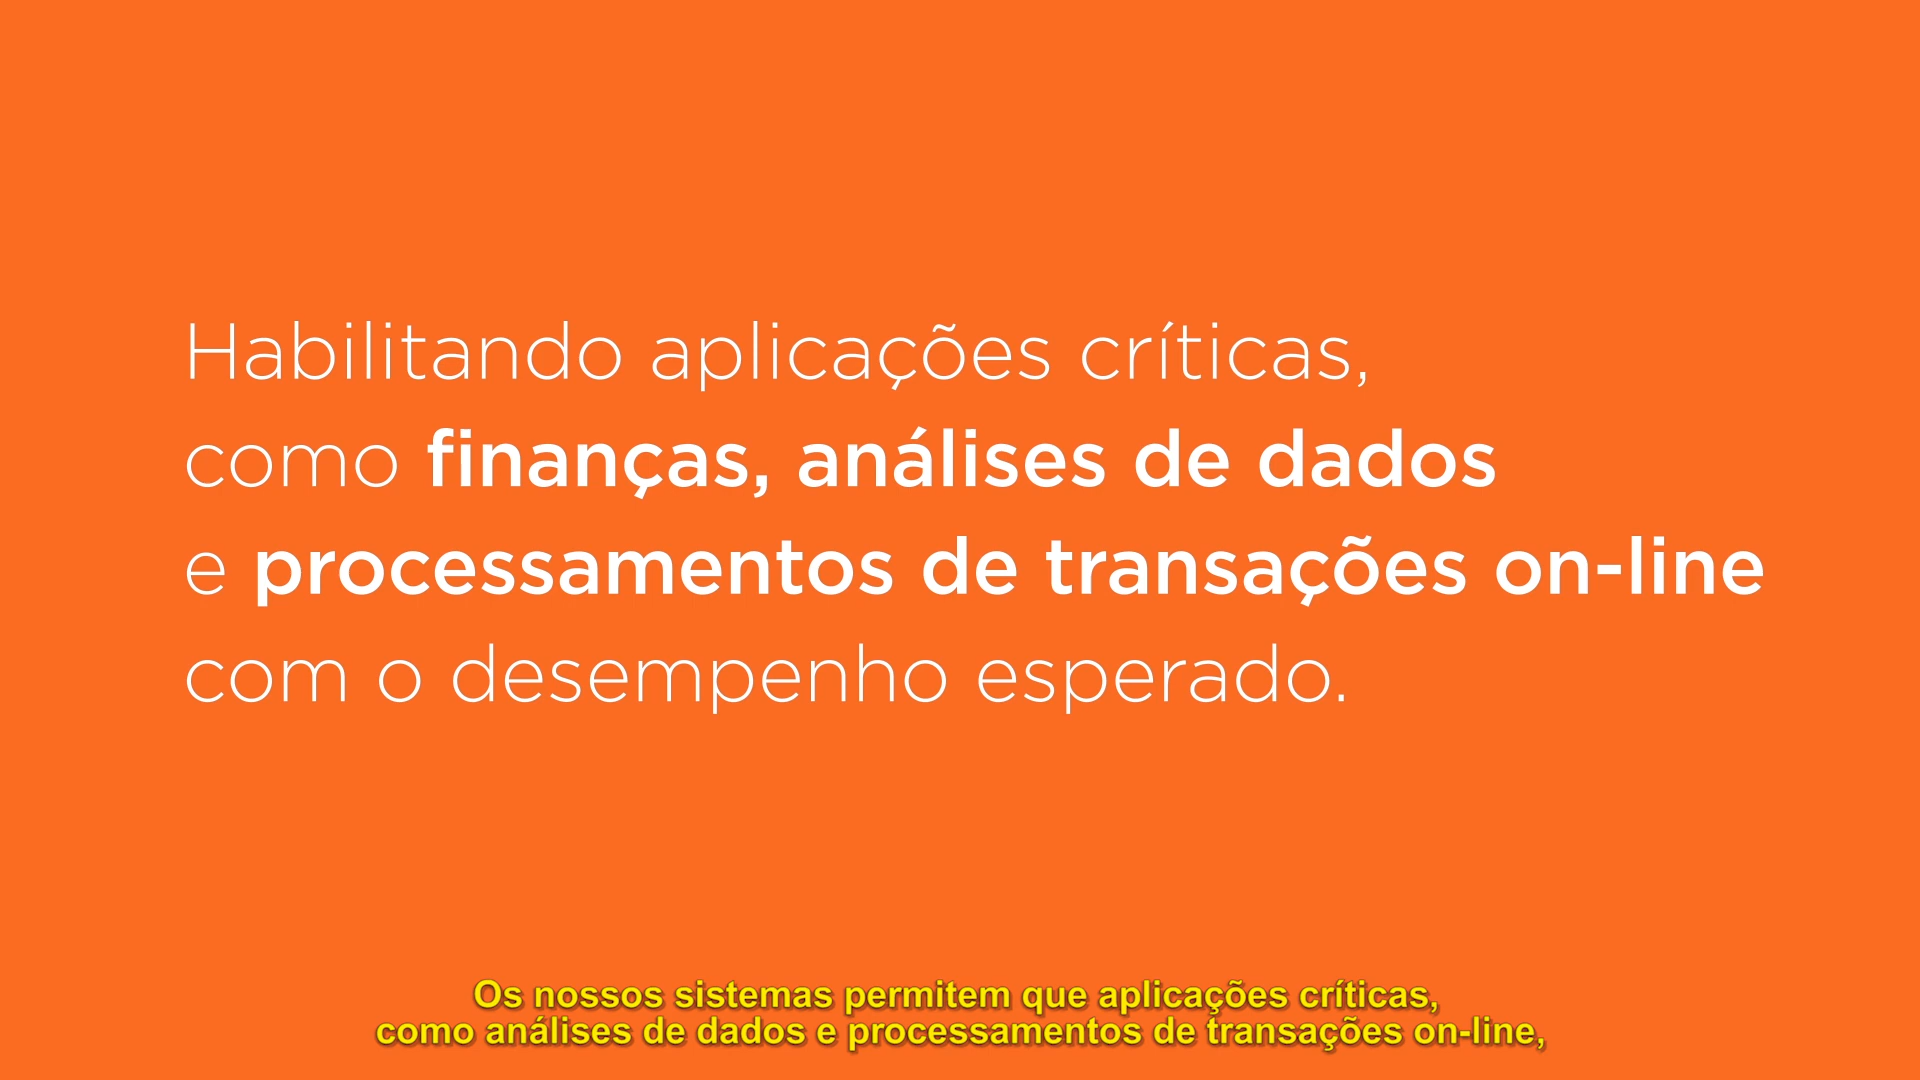 Habilitando aplicações críticas,
como finanças, análises de dados
e processamentos de transações on-line
com o desempenho esperado.
Os nossos sistemas permitem que aplicações críticas,
como análises de dados e processamentos de transações on-line,